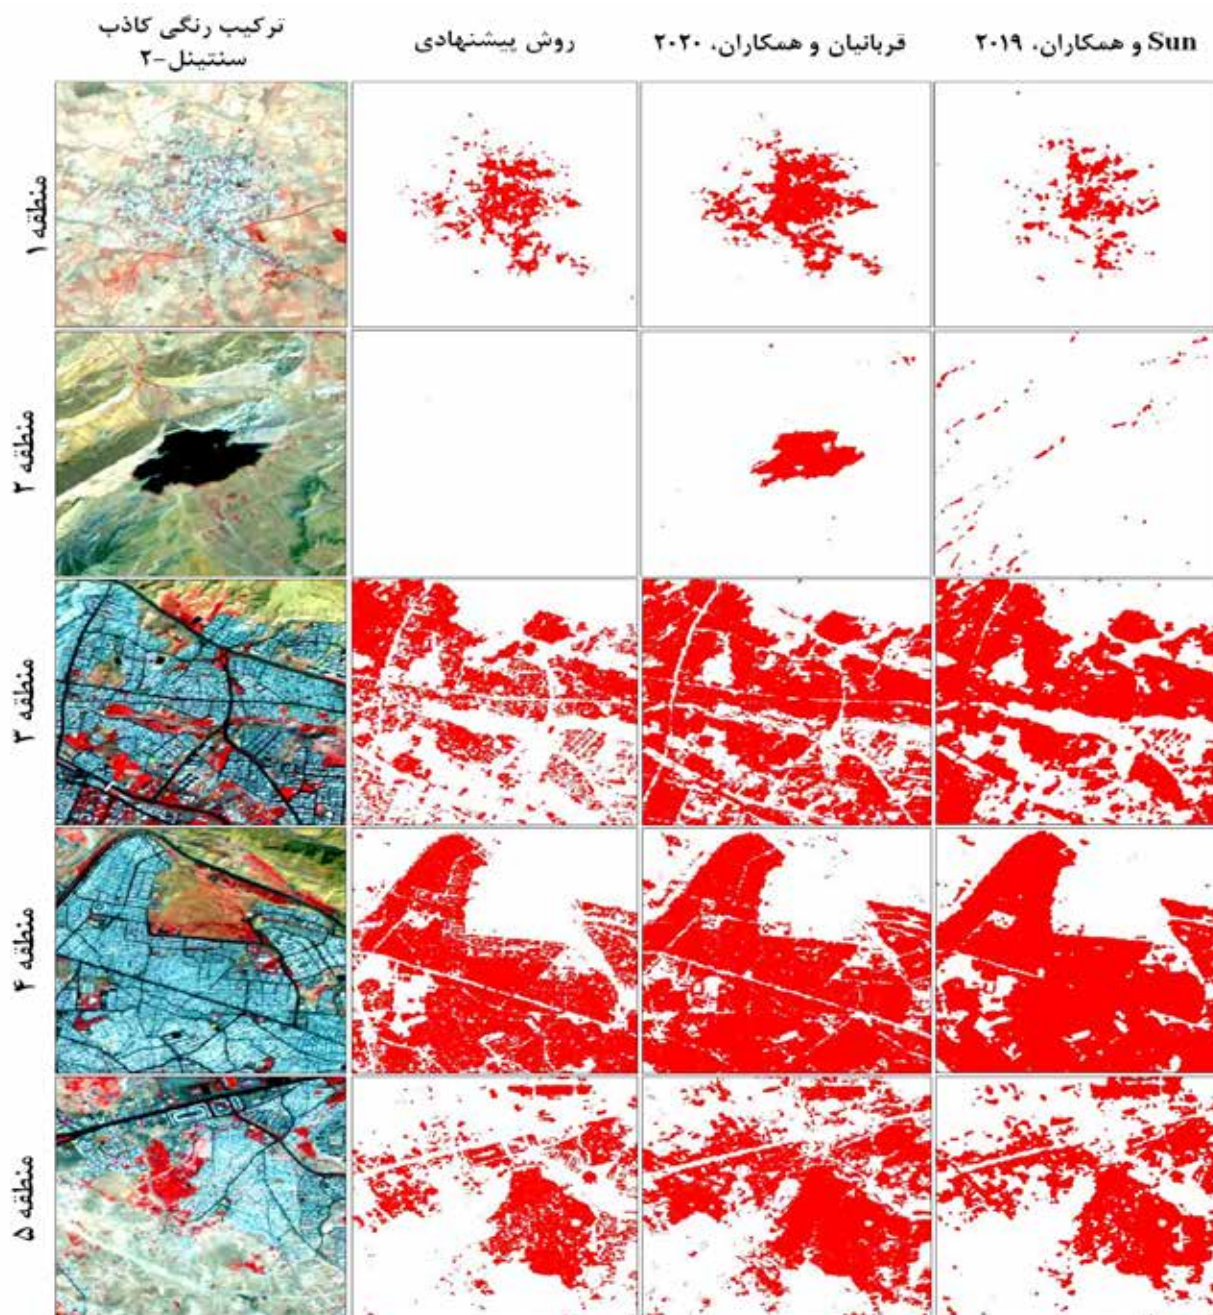 ترکیب رنگی کاذب
سنتینل-۲
روش پیشنهادی
قربانیان و همکاران، ۲۰۲۰
Sun و همکاران، ۲۰۱۹
منطقه ۱
منطقه ۲
منطقه ۳
منطقه ۴
منطقه ۵